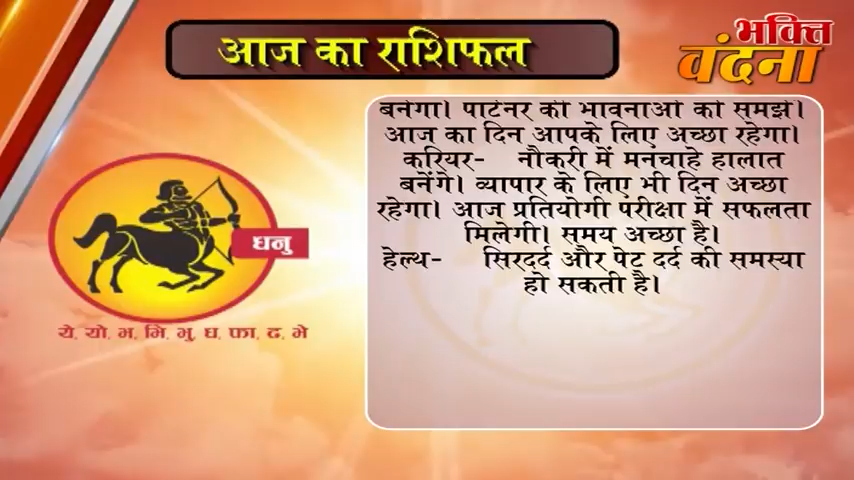 आज का राशिफल
भक्ति
वंदना
बनेगा। पार्टनर की भावनाओं को समझें।
आज का दिन आपके लिए अच्छा रहेगा।
करियर- नौकरी में मनचाहे हालात
बनेंगे। व्यापार के लिए भी दिन अच्छा
रहेगा। आज प्रतियोगी परीक्षा में सफलता
मिलेगी। समय अच्छा है।
हेल्थ- सिरदर्द और पेट दर्द की समस्या
हो सकती है।
धनु
ये, यो, भ, भि, भु, ध, फा, ढ, भे